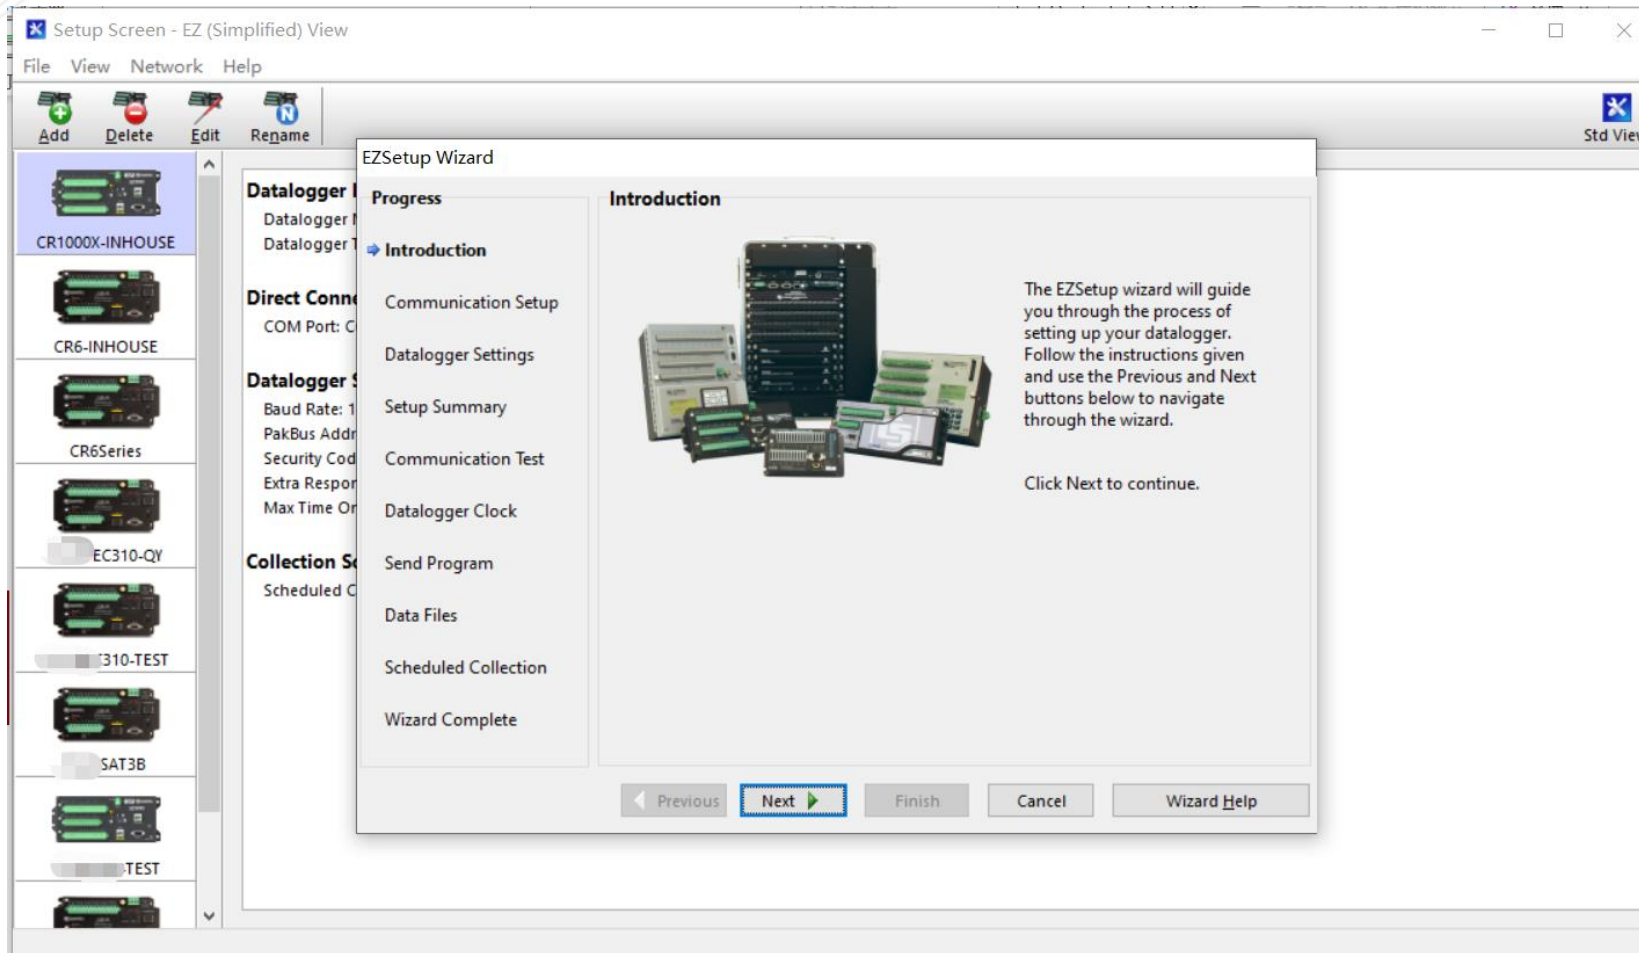 Setup Screen - EZ (Simplified) View
File View Network Help
Add Delete Edit Rename
Std View
CR1000X-INHOUSE
CR6-INHOUSE
CR6Series
EC310-QY
310-TEST
SAT3B
TEST
Datalogger
Datalogger
Datalogger
Direct Conne
COM Port: C
Datalogger S
Baud Rate: 1
PakBus Addr
Security Cod
Extra Respon
Max Time On
Collection Sc
Scheduled C
EZSetup Wizard
Progress
Introduction
Communication Setup
Datalogger Settings
Setup Summary
Communication Test
Datalogger Clock
Send Program
Data Files
Scheduled Collection
Wizard Complete
Introduction
The EZSetup wizard will guide
you through the process of
setting up your datalogger.
Follow the instructions given
and use the Previous and Next
buttons below to navigate
through the wizard.
Click Next to continue.
Previous Next Finish Cancel Wizard Help